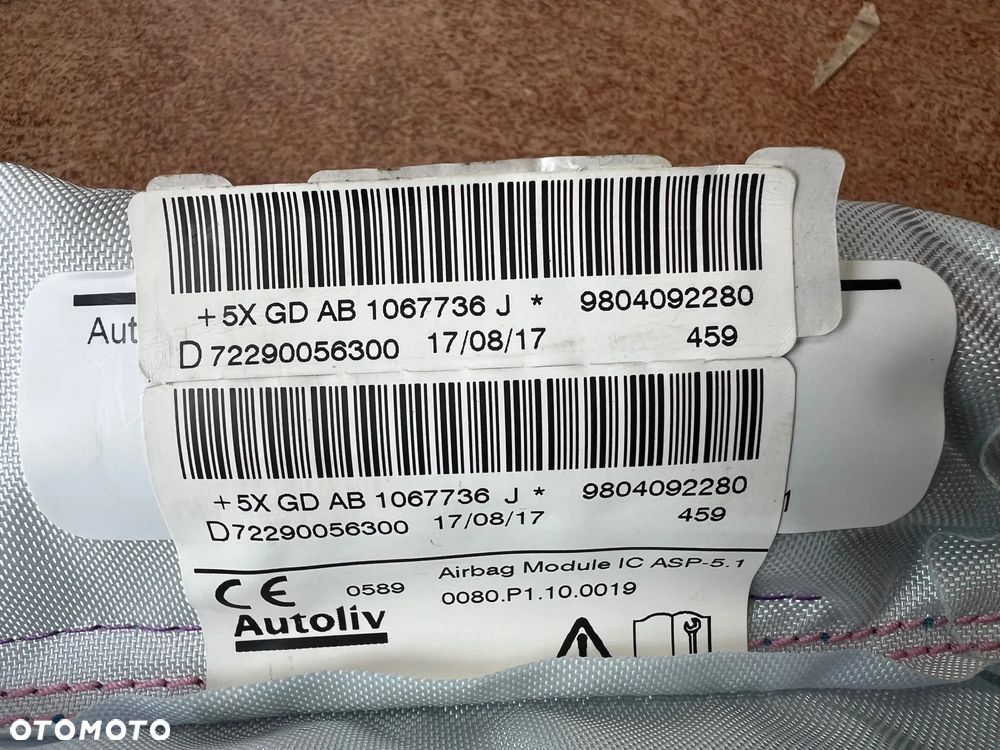 +5X GD AB 1067736 J * 9804092280
D 72290056300 17/08/17 459
Aut
+5X GD AB 1067736 J * 9804092280
D72290056300 17/08/17 459
CE 0589 Airbag Module IC ASP-5.1
0080.P1.10.0019
Autoliv
OTOMOTO